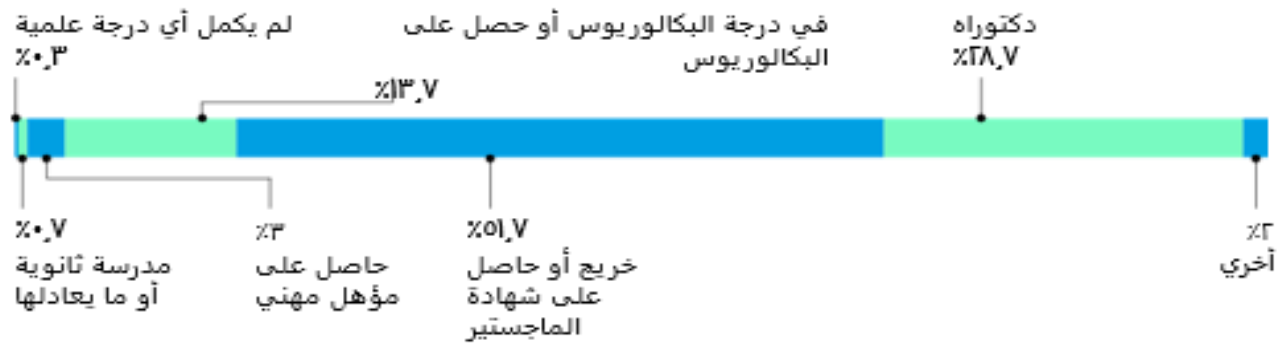 دكتوراه
٪٢٨,٧
في درجة البكالوريوس أو حصل على
البكالوريوس
٪١٣,٧
لم يكمل أي درجة علمية
٪٠,٣
٪٢
أخري
٪٥١,٧
خريج أو حاصل
على شهادة
الماجستير
٪٣
حاصل على
مؤهل مهني
٪٠,٧
مدرسة ثانوية
أو ما يعادلها